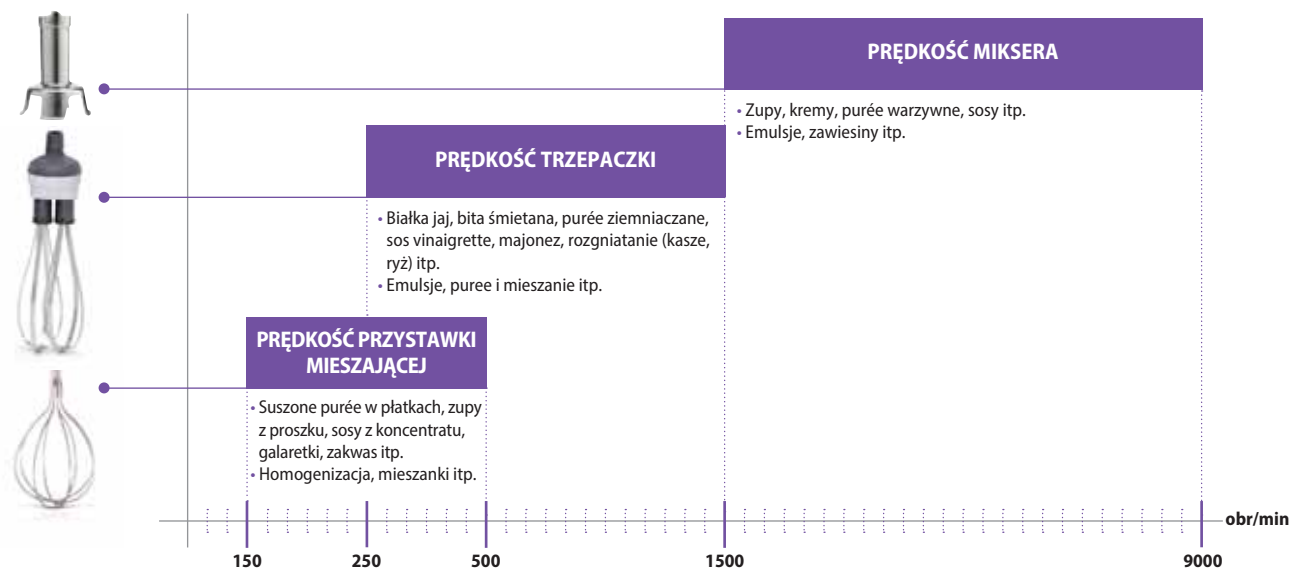 PRĘDKOŚĆ MIKSERA
• Zupy, kremy, purée warzywne, sosy itp.
• Emulsje, zawiesiny itp.
PRĘDKOŚĆ TRZEPACZKI
• Białka jaj, bita śmietana, purée ziemniaczane,
sos vinaigrette, majonez, rozgniatanie (kasze,
ryż) itp.
• Emulsje, puree i mieszanie itp.
PRĘDKOŚĆ PRZYSTAWKI
MIESZAJĄCEJ
• Suszone purée w płatkach, zupy
z proszku, sosy z koncentratu,
galaretki, zakwas itp.
• Homogenizacja, mieszanki itp.
obr/min
150 250 500 1500 9000